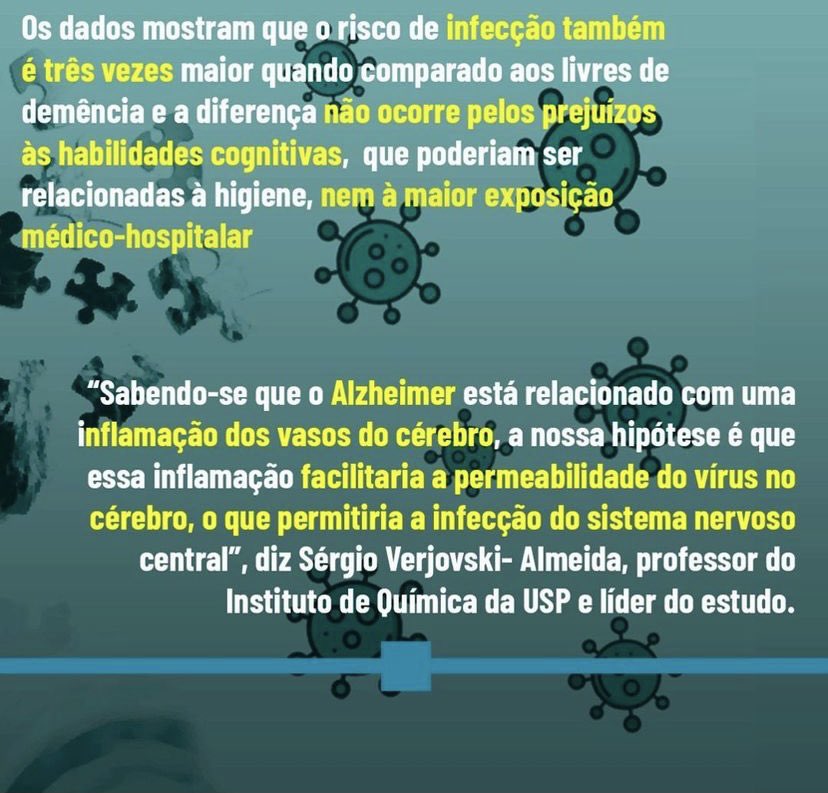 Os dados mostram que o risco de infecção também
é três vezes maior quando comparado aos livres de
demência e a diferença não ocorre pelos prejuízos
às habilidades cognitivas, que poderiam ser
relacionadas à higiene, nem à maior exposição
médico-hospitalar
“Sabendo-se que o Alzheimer está relacionado com uma
inflamação dos vasos do cérebro, a nossa hipótese é que
essa inflamação facilitaria a permeabilidade do vírus no
cérebro, o que permitiria a infecção do sistema nervoso
central”, diz Sérgio Verjovski- Almeida, professor do
Instituto de Química da USP e líder do estudo.